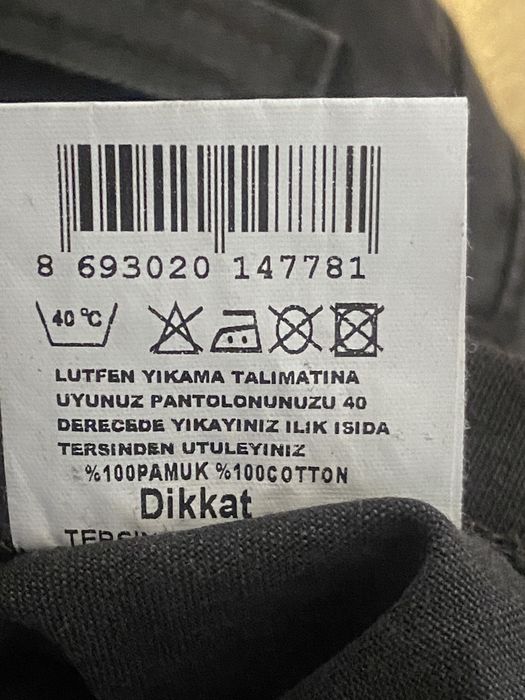 8 693020 147781
40 °C
LUTFEN YIKAMA TALIMATINA
UYUNUZ PANTOLONUNUZU 40
DERECEDE YIKAYINIZ ILIK ISIDA
TERSINDEN UTULEYINIZ
%100PAMUK %100COTTON
Dikkat